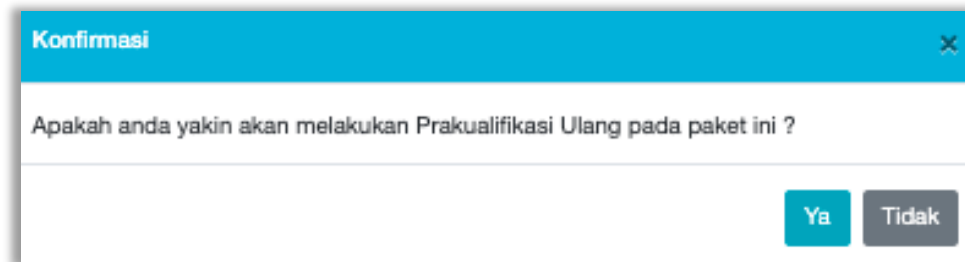 Konfirmasi ×
Apakah anda yakin akan melakukan Prakualifikasi Ulang pada paket ini ?
Ya Tidak